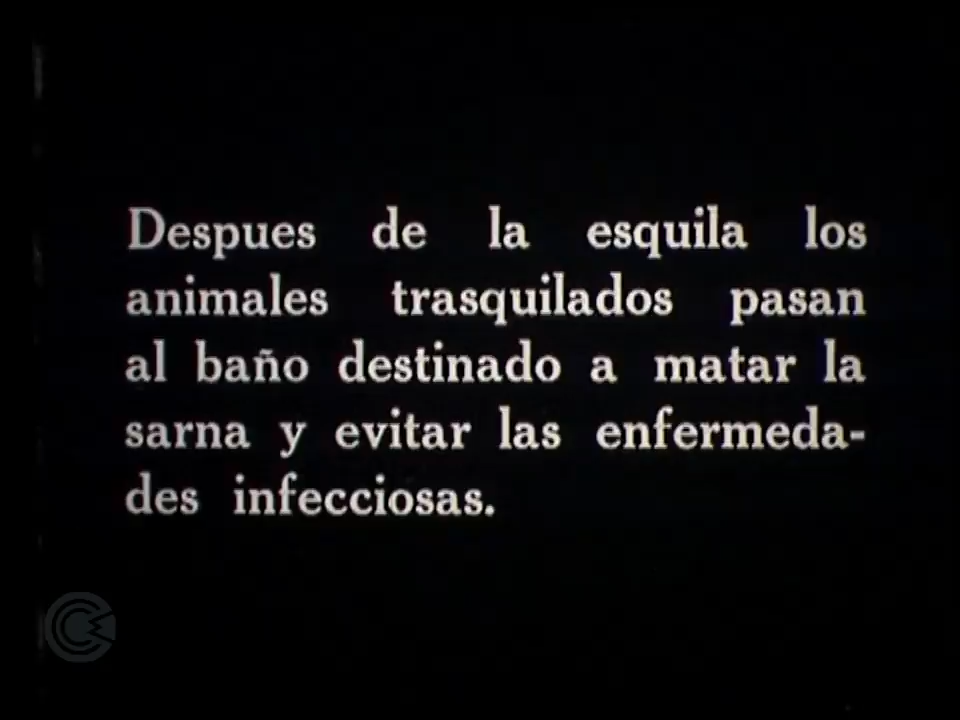 Despues de la esquila los
animales trasquilados pasan
al baño destinado a matar la
sarna y evitar las enfermeda-
des infecciosas.